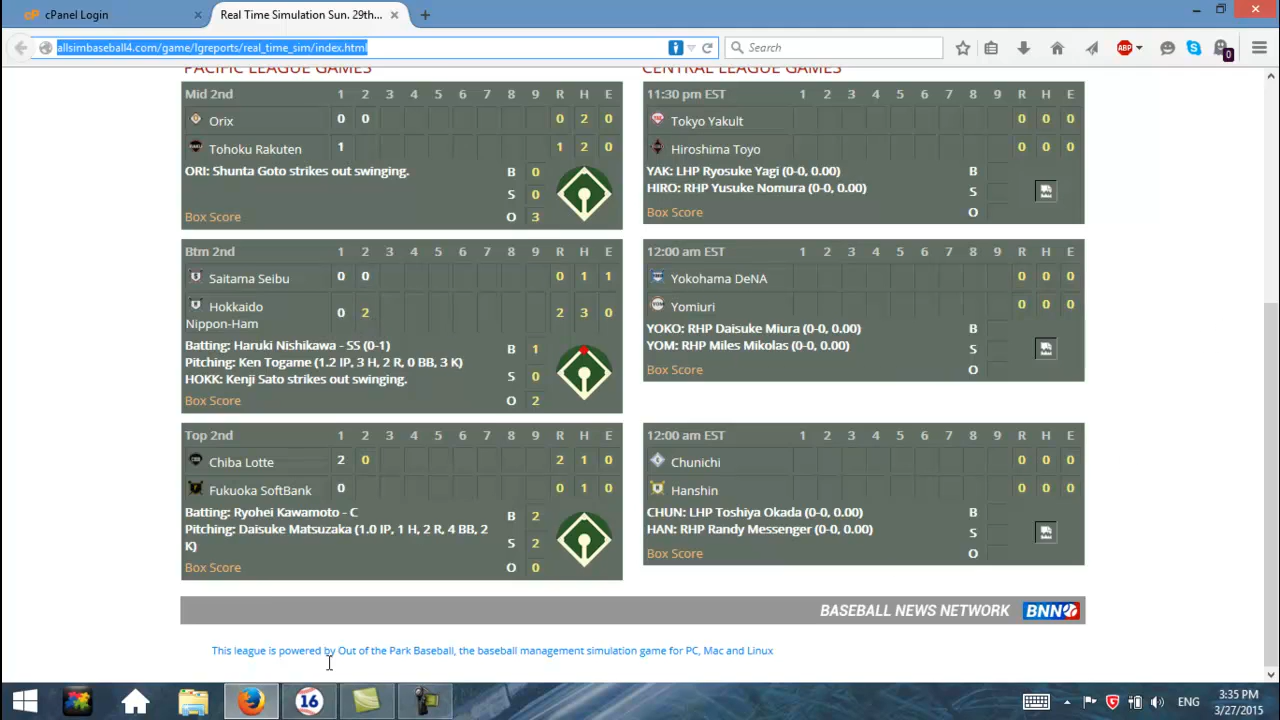 cPanel Login
Real Time Simulation Sun. 29th...
allsimbaseball4.com/game/lgreports/real_time_sim/index.html
Search
ABP
0
PACIFIC LEAGUE GAMES
Mid 2nd 1 2 3 4 5 6 7 8 9 R H E
Orix 0 0 0 2 0
Tohoku Rakuten 1 1 2 0
ORI: Shunta Goto strikes out swinging. B 0
S 0
Box Score O 3
Btm 2nd 1 2 3 4 5 6 7 8 9 R H E
Saitama Seibu 0 0 0 1 1
Hokkaido
Nippon-Ham 0 2 2 3 0
Batting: Haruki Nishikawa - SS (0-1) B 1
Pitching: Ken Togame (1.2 IP, 3 H, 2 R, 0 BB, 3 K)
HOKK: Kenji Sato strikes out swinging. S 0
Box Score O 2
Top 2nd 1 2 3 4 5 6 7 8 9 R H E
Chiba Lotte 2 0 2 1 0
Fukuoka SoftBank 0 0 1 0
Batting: Ryohei Kawamoto - C B 2
Pitching: Daisuke Matsuzaka (1.0 IP, 1 H, 2 R, 4 BB, 2
K) S 2
Box Score O 0
CENTRAL LEAGUE GAMES
11:30 pm EST 1 2 3 4 5 6 7 8 9 R H E
Tokyo Yakult 0 0 0
Hiroshima Toyo 0 0 0
YAK: LHP Ryosuke Yagi (0-0, 0.00) B
HIRO: RHP Yusuke Nomura (0-0, 0.00) S
Box Score O
12:00 am EST 1 2 3 4 5 6 7 8 9 R H E
Yokohama DeNA 0 0 0
Yomiuri 0 0 0
YOKO: RHP Daisuke Miura (0-0, 0.00) B
YOM: RHP Miles Mikolas (0-0, 0.00) S
Box Score O
12:00 am EST 1 2 3 4 5 6 7 8 9 R H E
Chunichi 0 0 0
Hanshin 0 0 0
CHUN: LHP Toshiya Okada (0-0, 0.00) B
HAN: RHP Randy Messenger (0-0, 0.00) S
Box Score O
BASEBALL NEWS NETWORK BNN
This league is powered by Out of the Park Baseball, the baseball management simulation game for PC, Mac and Linux
16
ENG
3:35 PM
3/27/2015